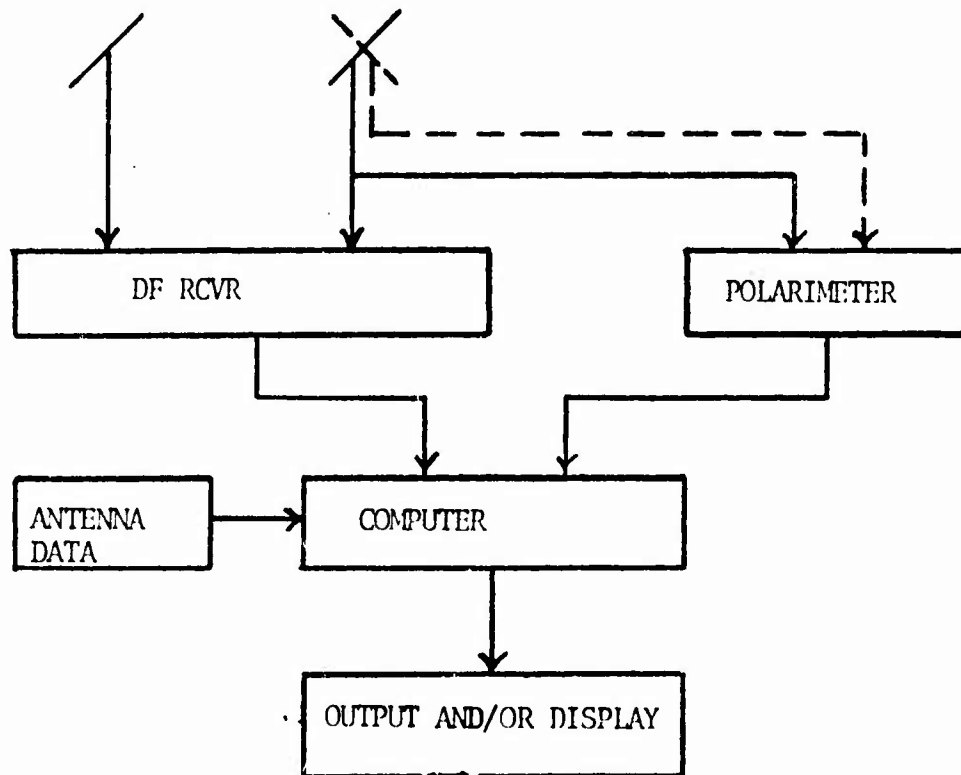 DF RCVR
POLARIMETER
ANTENNA
DATA
COMPUTER
OUTPUT AND/OR DISPLAY